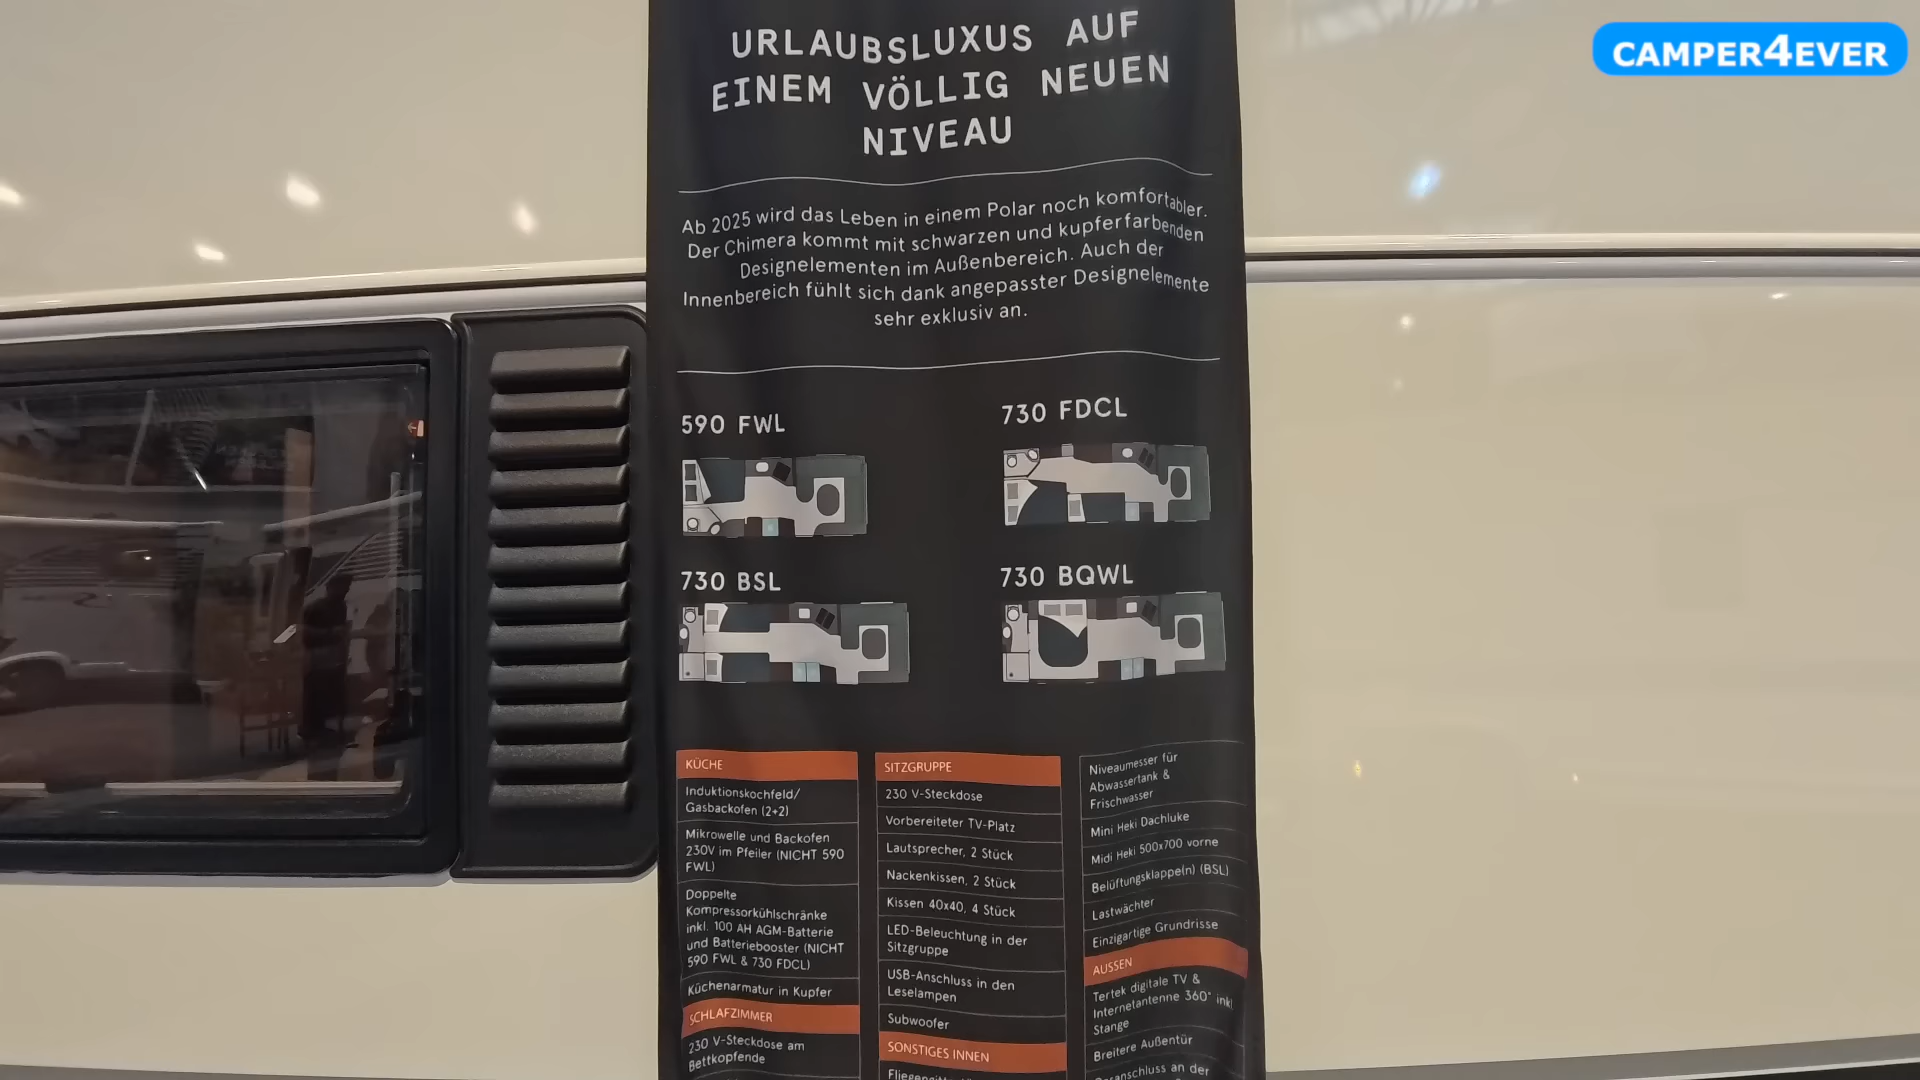 CAMPER4EVER
URLAUBSLUXUS AUF
EINEM VÖLLIG NEUEN
NIVEAU
Ab 2025 wird das Leben in einem Polar noch komfortabler.
Der Chimera kommt mit schwarzen und kupferfarbenden
Designelementen im Außenbereich. Auch der
Innenbereich fühlt sich dank angepasster Designelemente
sehr exklusiv an.
590 FWL
730 FDCL
730 BSL
730 BQWL
KÜCHE
Induktionskochfeld/
Gasbackofen (2+2)
Mikrowelle und Backofen
230V im Pfeiler (NICHT 590
FWL)
Doppelte
Kompressorkühlschränke
inkl. 100 AH AGM-Batterie
und Batteriebooster (NICHT
590 FWL & 730 FDCL)
Küchenarmatur in Kupfer
SCHLAFZIMMER
230 V-Steckdose am
Bettkopfende
SITZGRUPPE
230 V-Steckdose
Vorbereiteter TV-Platz
Lautsprecher, 2 Stück
Nackenkissen, 2 Stück
Kissen 40x40, 4 Stück
LED-Beleuchtung in der
Sitzgruppe
USB-Anschluss in den
Leselampen
Subwoofer
SONSTIGES INNEN
Niveaumesser für
Abwassertank &
Frischwasser
Mini Heki Dachluke
Midi Heki 500x700 vorne
Belüftungsklappe(n) (BSL)
Lastwächter
Einzigartige Grundrisse
AUSSEN
Tertek digitale TV &
Internetantenne 360° inkl
Stange
Breitere Außentür
an der